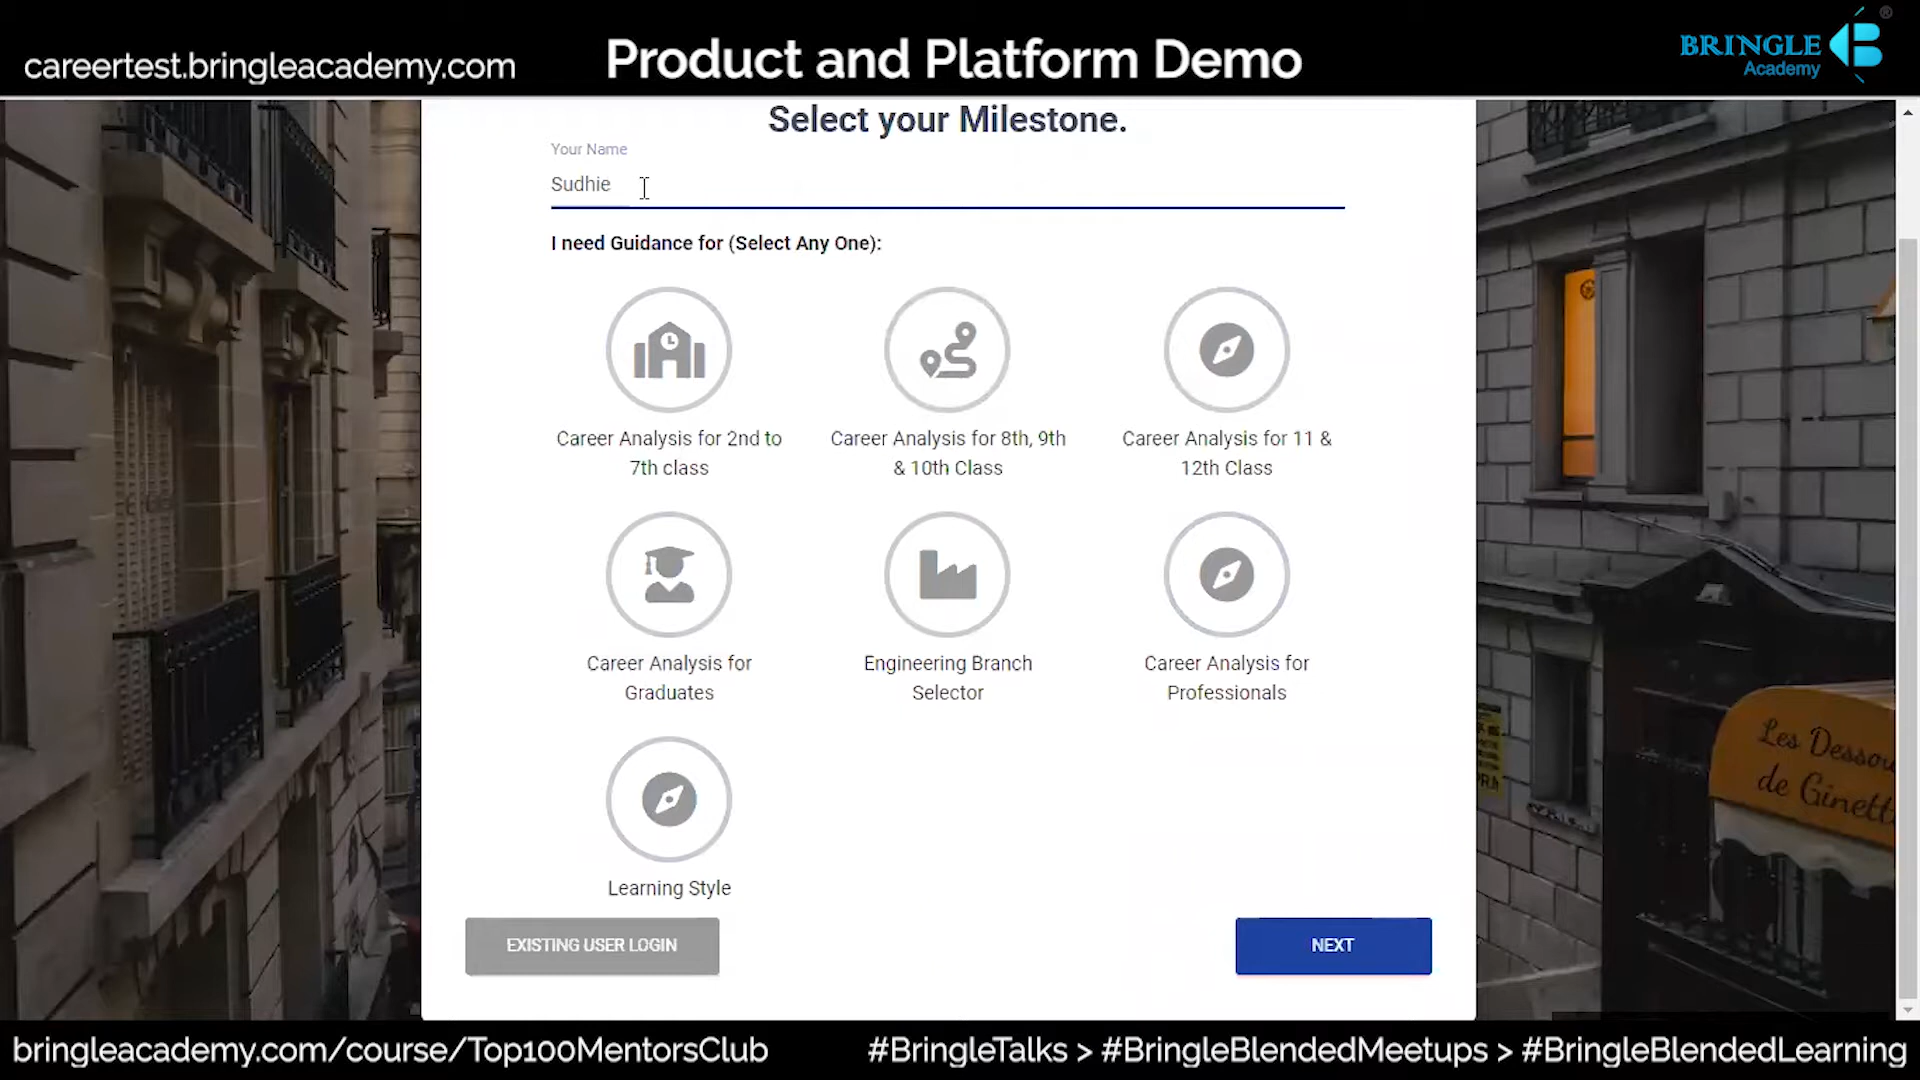 careertest.bringleacademy.com
Product and Platform Demo
BRINGLE
Academy
®
Select your Milestone.
Your Name
Sudhie
I need Guidance for (Select Any One):
Career Analysis for 2nd to
7th class
Career Analysis for 8th, 9th
& 10th Class
Career Analysis for 11 &
12th Class
Career Analysis for
Graduates
Engineering Branch
Selector
Career Analysis for
Professionals
Learning Style
EXISTING USER LOGIN
NEXT
Les Dessou
de Ginett
bringleacademy.com/course/Top100MentorsClub
#BringleTalks > #BringleBlendedMeetups > #BringleBlendedLearning